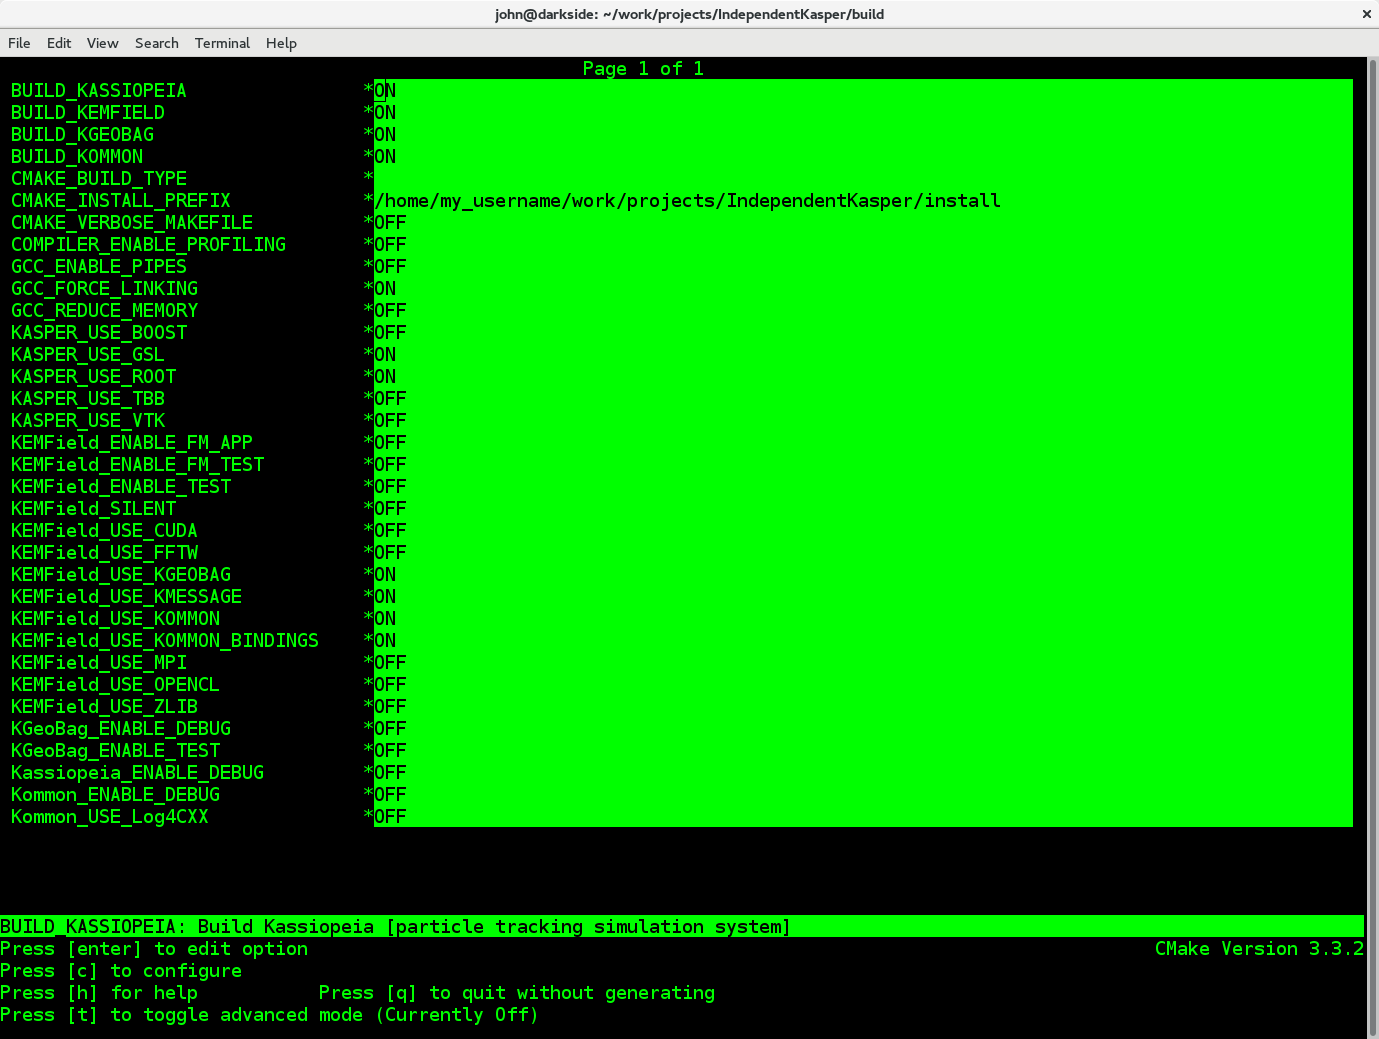 john@darkside: ~/work/projects/IndependentKasper/build ×
File Edit View Search Terminal Help
Page 1 of 1
BUILD_KASSIOPEIA *ON
BUILD_KEMFIELD *ON
BUILD_KGEOBAG *ON
BUILD_KOMMON *ON
CMAKE_BUILD_TYPE *
CMAKE_INSTALL_PREFIX */home/my_username/work/projects/IndependentKasper/install
CMAKE_VERBOSE_MAKEFILE *OFF
COMPILER_ENABLE_PROFILING *OFF
GCC_ENABLE_PIPES *OFF
GCC_FORCE_LINKING *ON
GCC_REDUCE_MEMORY *OFF
KASPER_USE_BOOST *OFF
KASPER_USE_GSL *ON
KASPER_USE_ROOT *ON
KASPER_USE_TBB *OFF
KASPER_USE_VTK *OFF
KEMField_ENABLE_FM_APP *OFF
KEMField_ENABLE_FM_TEST *OFF
KEMField_ENABLE_TEST *OFF
KEMField_SILENT *OFF
KEMField_USE_CUDA *OFF
KEMField_USE_FFTW *OFF
KEMField_USE_KGEOBAG *ON
KEMField_USE_KMESSAGE *ON
KEMField_USE_KOMMON *ON
KEMField_USE_KOMMON_BINDINGS *ON
KEMField_USE_MPI *OFF
KEMField_USE_OPENCL *OFF
KEMField_USE_ZLIB *OFF
KGeoBag_ENABLE_DEBUG *OFF
KGeoBag_ENABLE_TEST *OFF
Kassiopeia_ENABLE_DEBUG *OFF
Kommon_ENABLE_DEBUG *OFF
Kommon_USE_Log4CXX *OFF
BUILD_KASSIOPEIA: Build Kassiopeia [particle tracking simulation system]
Press [enter] to edit option CMake Version 3.3.2
Press [c] to configure
Press [h] for help Press [q] to quit without generating
Press [t] to toggle advanced mode (Currently Off)